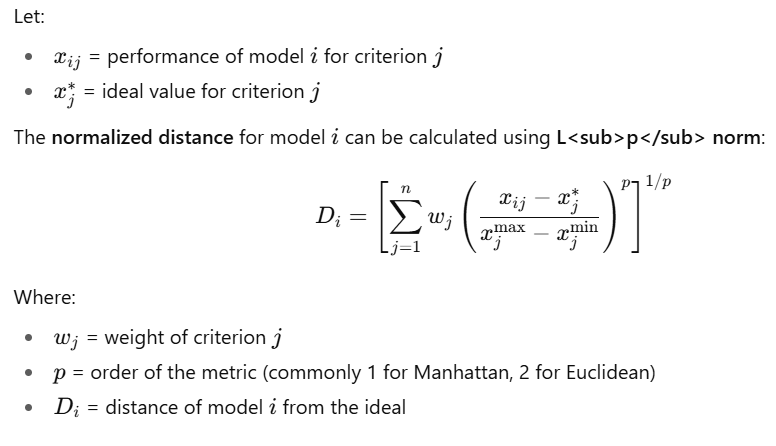 Let:
• x_{ij} = performance of model i for criterion j
• x_j^* = ideal value for criterion j
The normalized distance for model i can be calculated using L<sub>p</sub> norm:
D_i = \left[ \sum_{j=1}^{n} w_j \left( \frac{x_{ij} - x_j^*}{x_j^{\max} - x_j^{\min}} \right)^p \right]^{1/p}
Where:
• w_j = weight of criterion j
• p = order of the metric (commonly 1 for Manhattan, 2 for Euclidean)
• D_i = distance of model i from the ideal